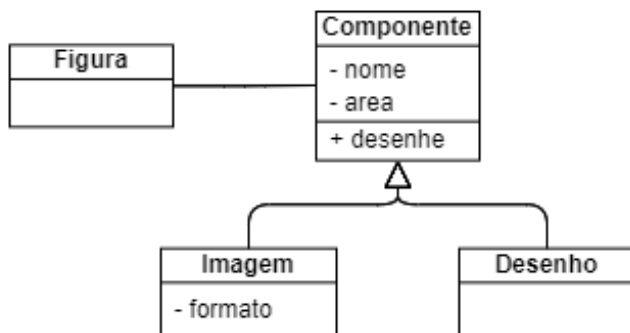 Figura
Componente
- nome
- area
+ desenhe
Imagem
- formato
Desenho